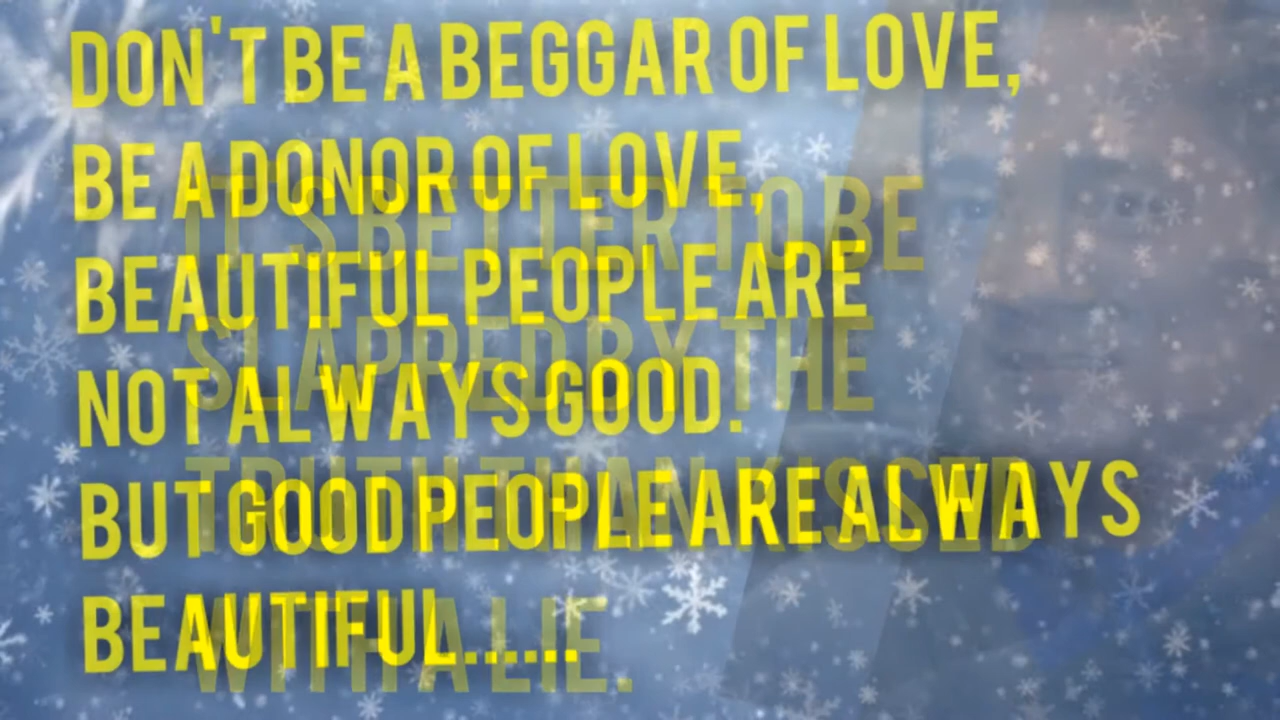 DON'T BE A BEGGAR OF LOVE,
BE A DONOR OF LOVE,
BEAUTIFUL PEOPLE ARE
NOT ALWAYS GOOD.
BUT GOOD PEOPLE ARE ALWAYS
BEAUTIFUL......
IT'S BETTER TO BE
SLAPPED BY THE
TRUTH THAN KISSED
WITH A LIE.